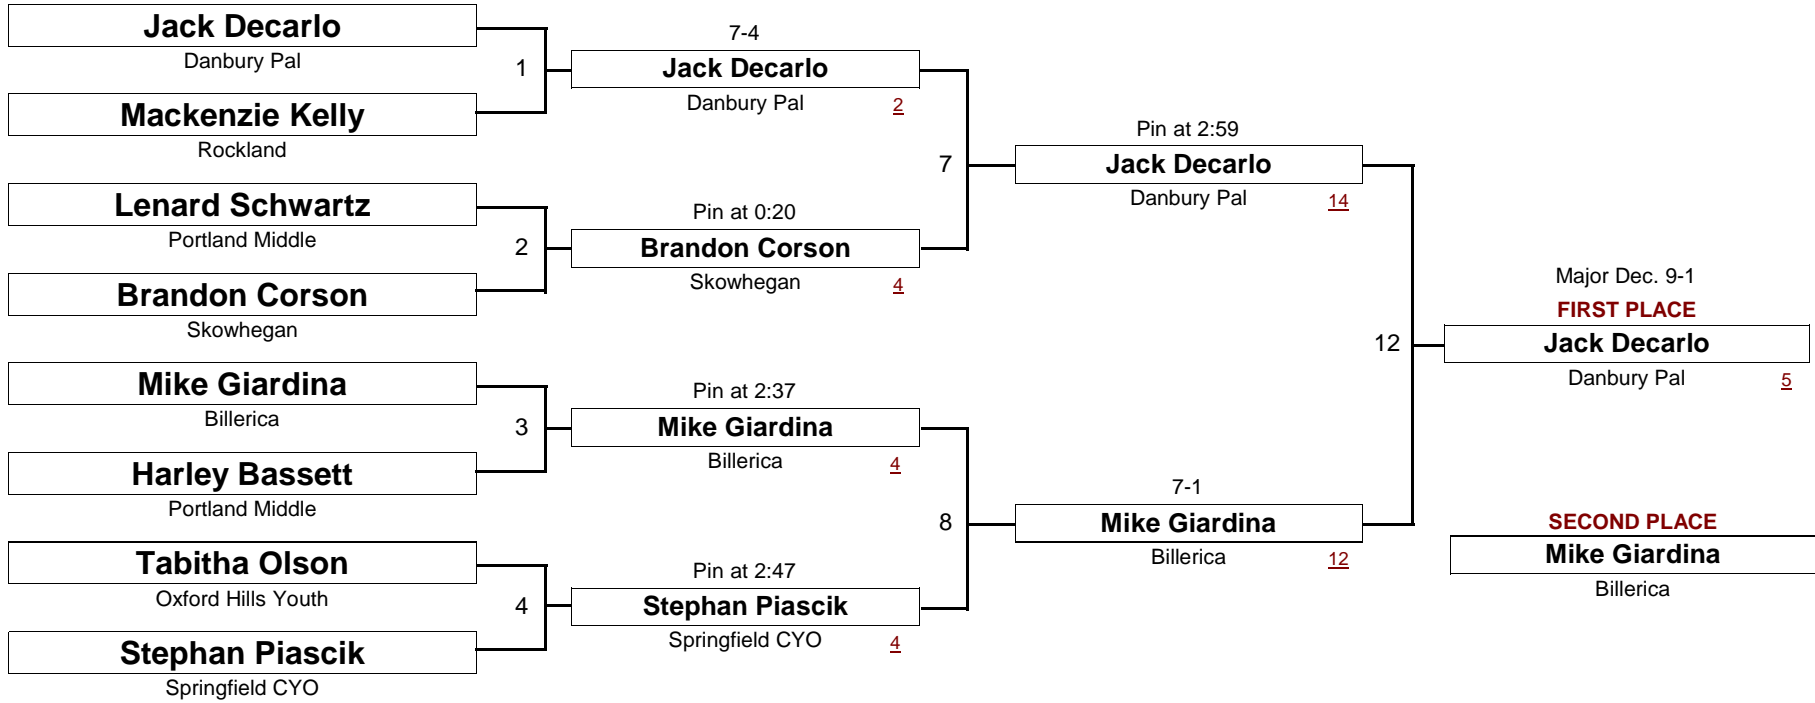 Jack Decarlo
Danbury Pal
1
Mackenzie Kelly
Rockland
Lenard Schwartz
Portland Middle
2
Brandon Corson
Skowhegan
Mike Giardina
Billerica
3
Harley Bassett
Portland Middle
Tabitha Olson
Oxford Hills Youth
4
Stephan Piascik
Springfield CYO
7-4
Jack Decarlo
Danbury Pal 2
7
Pin at 0:20
Brandon Corson
Skowhegan 4
Pin at 2:37
Mike Giardina
Billerica 4
8
Pin at 2:47
Stephan Piascik
Springfield CYO 4
Pin at 2:59
Jack Decarlo
Danbury Pal 14
12
7-1
Mike Giardina
Billerica 12
Major Dec. 9-1
FIRST PLACE
Jack Decarlo
Danbury Pal 5
SECOND PLACE
Mike Giardina
Billerica